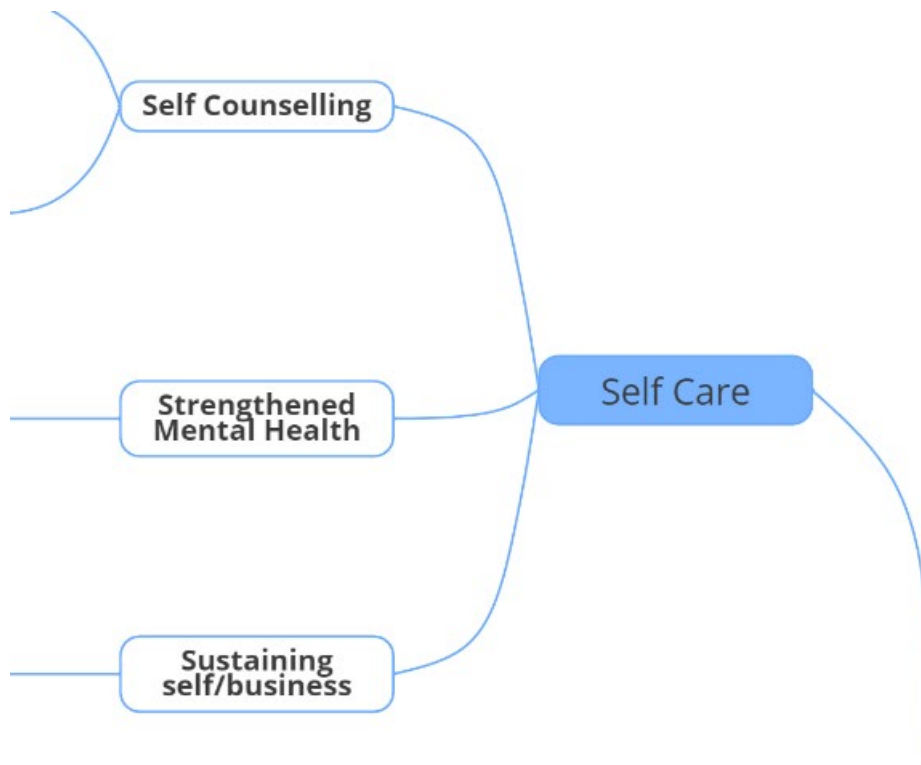 Self Counselling
Strengthened
Mental Health
Self Care
Sustaining
self/business